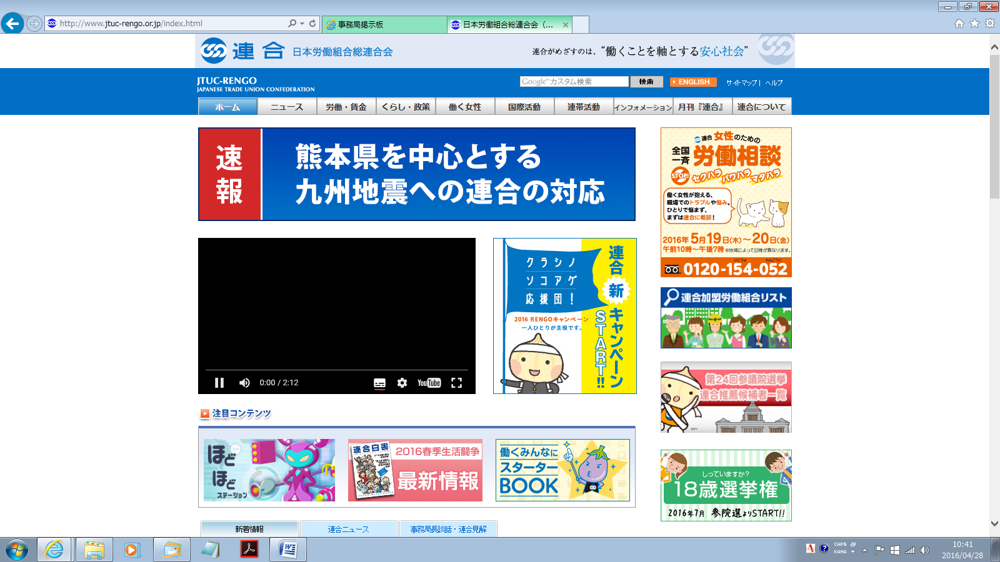 http://www.jtuc-rengo.or.jp/index.html
事務局掲示板
日本労働組合総連合会（...
連合 日本労働組合総連合会
連合がめざすのは、“働くことを軸とする安心社会”
JTUC-RENGO
JAPANESE TRADE UNION CONFEDERATION
Google™カスタム検索
検索
ENGLISH
サイトマップ | ヘルプ
ホーム ニュース 労働・賃金 くらし・政策 働く女性 国際活動 連帯活動 インフォメーション 月刊『連合』 連合について
速報
熊本県を中心とする
九州地震への連合の対応
連合 女性のための
全国一斉 労働相談
STOP! セクハラ パワハラ マタハラ
働く女性が抱える、
職場でのトラブルや悩み。
ひとりで悩まず、
まずは連合に相談！
2016年5月19日(木)～20日(金)
午前10時～午後7時 ※地域によって日時が異なります。
いこうよ れんごうに
0120-154-052
0:00 / 2:12
YouTube
クラシノ
ソコアゲ
応援団！
2016 RENGOキャンペーン
一人ひとりが主役です。
連合新キャンペーン
START!!
連合加盟労働組合リスト
第24回参議院選挙
連合推薦候補者一覧
しっていますか？
18歳選挙権
2016年7月 参院選よりSTART!!
注目コンテンツ
ほどほど
ステーション
連合白書
2016春季生活闘争
最新情報
働くみんなに
スターター
BOOK
新着情報 連合ニュース 事務局長談話・連合見解
CAPS
KANA
10:41
2016/04/28